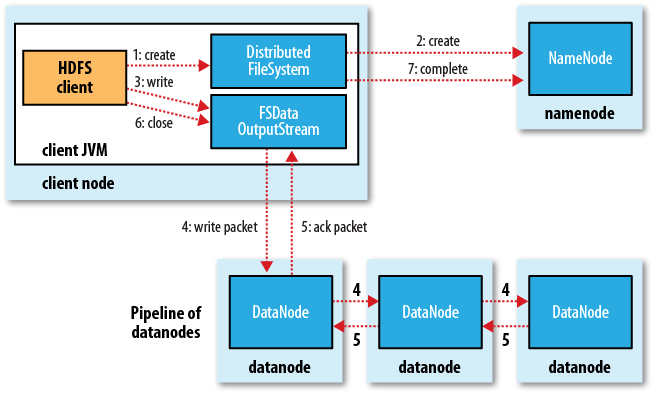 HDFS
client
1: create
3: write
6: close
Distributed
FileSystem
FSData
OutputStream
client JVM
client node
2: create
7: complete
NameNode
namenode
4: write packet
5: ack packet
Pipeline of
datanodes
DataNode
datanode
4
5
DataNode
datanode
4
5
DataNode
datanode